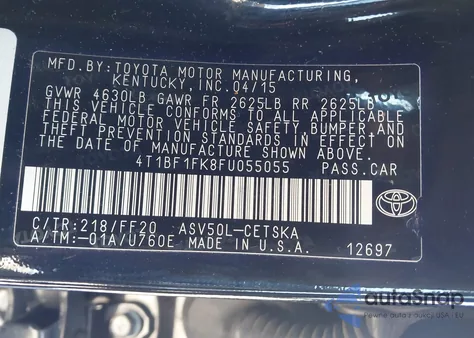 MFD.BY:TOYOTA MOTOR MANUFACTURING,
KENTUCKY, INC. 04/15
GVWR 4630LB GAWR FR 2625LB RR 2625LB
THIS VEHICLE CONFORMS TO ALL APPLICABLE
FEDERAL MOTOR VEHICLE SAFETY,BUMPER,AND
THEFT PREVENTION STANDARDS IN EFFECT ON
THE DATE OF MANUFACTURE SHOWN ABOVE.
4T1BF1FK8FU055055 PASS.CAR
C/TR:218/FF20 ASV50L-CETSKA
A/TM:-01A/U760E MADE IN U.S.A. 12697
autoSnap